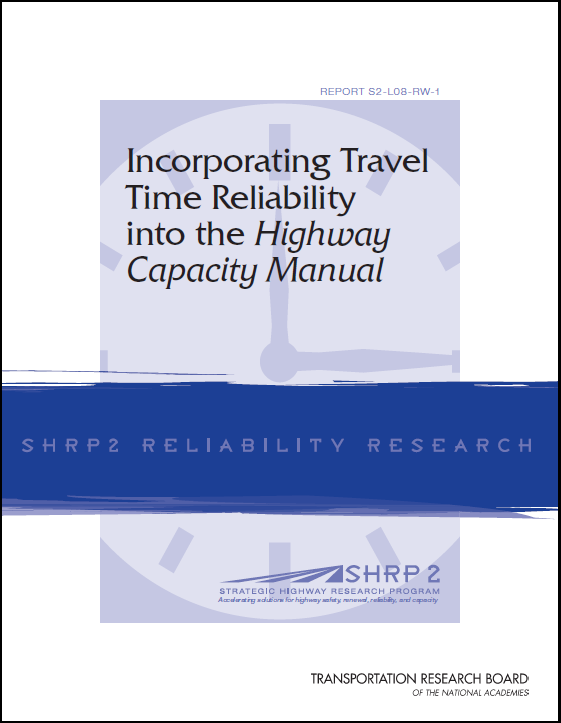 REPORT S2-L08-RW-1
Incorporating Travel
Time Reliability
into the Highway
Capacity Manual
SHRP2 RELIABILITY RESEARCH
SHRP 2
STRATEGIC HIGHWAY RESEARCH PROGRAM
Accelerating solutions for highway safety, renewal, reliability, and capacity
TRANSPORTATION RESEARCH BOARD
OF THE NATIONAL ACADEMIES